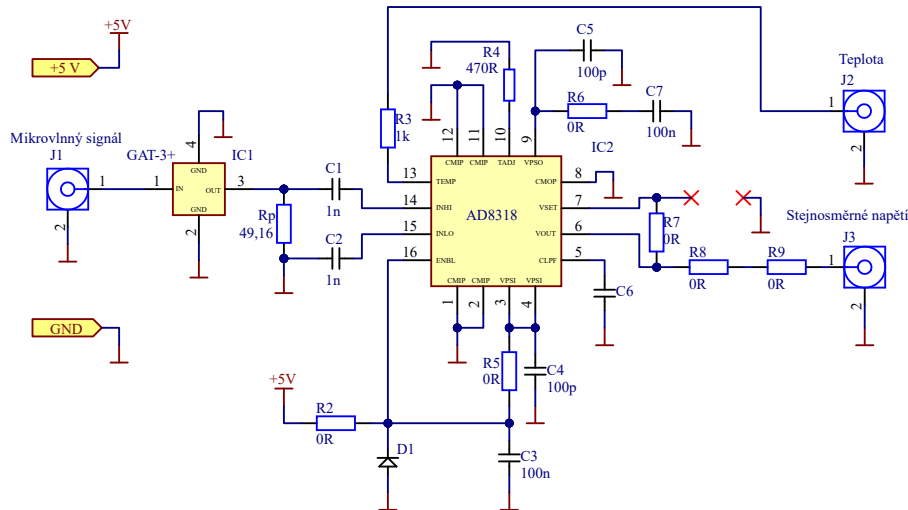 +5V
+5 V
Mikrovlnný signál
J1
1
2
GAT-3+
IC1
4
GND
1
IN
OUT
3
GND
2
Rp
49,16
C1
1n
C2
1n
R3
1k
R4
470R
C5
100p
R6
0R
C7
100n
Teplota
J2
1
2
12
11
10
9
IC2
CMIP
CMIP
TADJ
VPSO
13
TEMP
CMOP
8
AD8318
14
INHI
VSET
7
15
INLO
VOUT
6
16
ENBL
CLPF
5
CMIP
CMIP
VPSI
VPSI
1
2
3
4
R7
0R
Stejnosměrné napětí
J3
R8
0R
R9
0R
1
2
C6
GND
R5
0R
C4
100p
+5V
R2
0R
D1
C3
100n